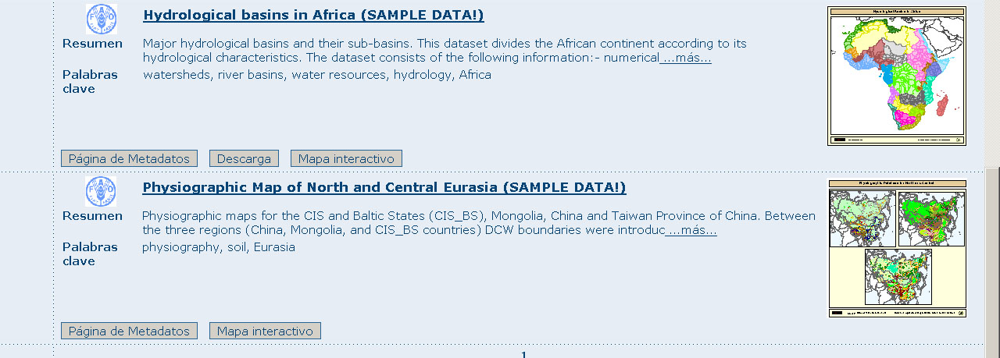 Hydrological basins in Africa (SAMPLE DATA!)
Resumen
Major hydrological basins and their sub-basins. This dataset divides the African continent according to its
hydrological characteristics. The dataset consists of the following information:- numerical ...más...
Palabras clave
watersheds, river basins, water resources, hydrology, Africa
Página de Metadatos
Descarga
Mapa interactivo
Physiographic Map of North and Central Eurasia (SAMPLE DATA!)
Resumen
Physiographic maps for the CIS and Baltic States (CIS_BS), Mongolia, China and Taiwan Province of China. Between
the three regions (China, Mongolia, and CIS_BS countries) DCW boundaries were introduc ...más...
Palabras clave
physiography, soil, Eurasia
Página de Metadatos
Mapa interactivo
1